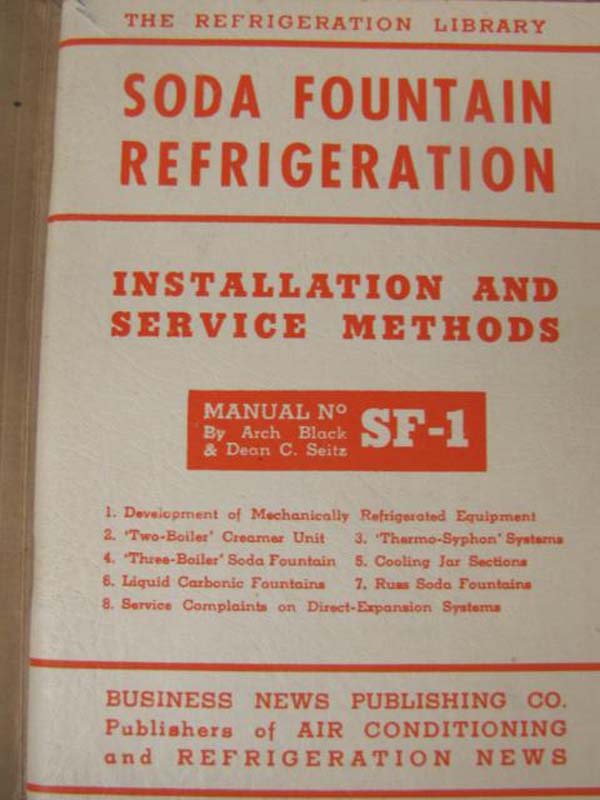 THE REFRIGERATION LIBRARY
SODA FOUNTAIN
REFRIGERATION
INSTALLATION AND
SERVICE METHODS
MANUAL Nº
By Arch Black
& Dean C. Seitz
SF-1
1. Development of Mechanically Refrigerated Equipment
2. 'Two-Boiler' Creamer Unit 3. 'Thermo-Syphon' Systems
4. 'Three-Boiler' Soda Fountain 5. Cooling Jar Sections
6. Liquid Carbonic Fountains 7. Russ Soda Fountains
8. Service Complaints on Direct-Expansion Systems
BUSINESS NEWS PUBLISHING CO.
Publishers of AIR CONDITIONING
and REFRIGERATION NEWS